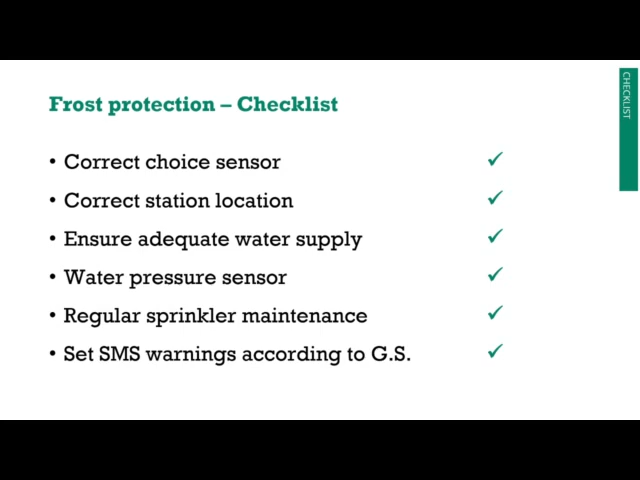 Frost protection – Checklist
CHECKLIST
• Correct choice sensor ✓
• Correct station location ✓
• Ensure adequate water supply ✓
• Water pressure sensor ✓
• Regular sprinkler maintenance ✓
• Set SMS warnings according to G.S. ✓